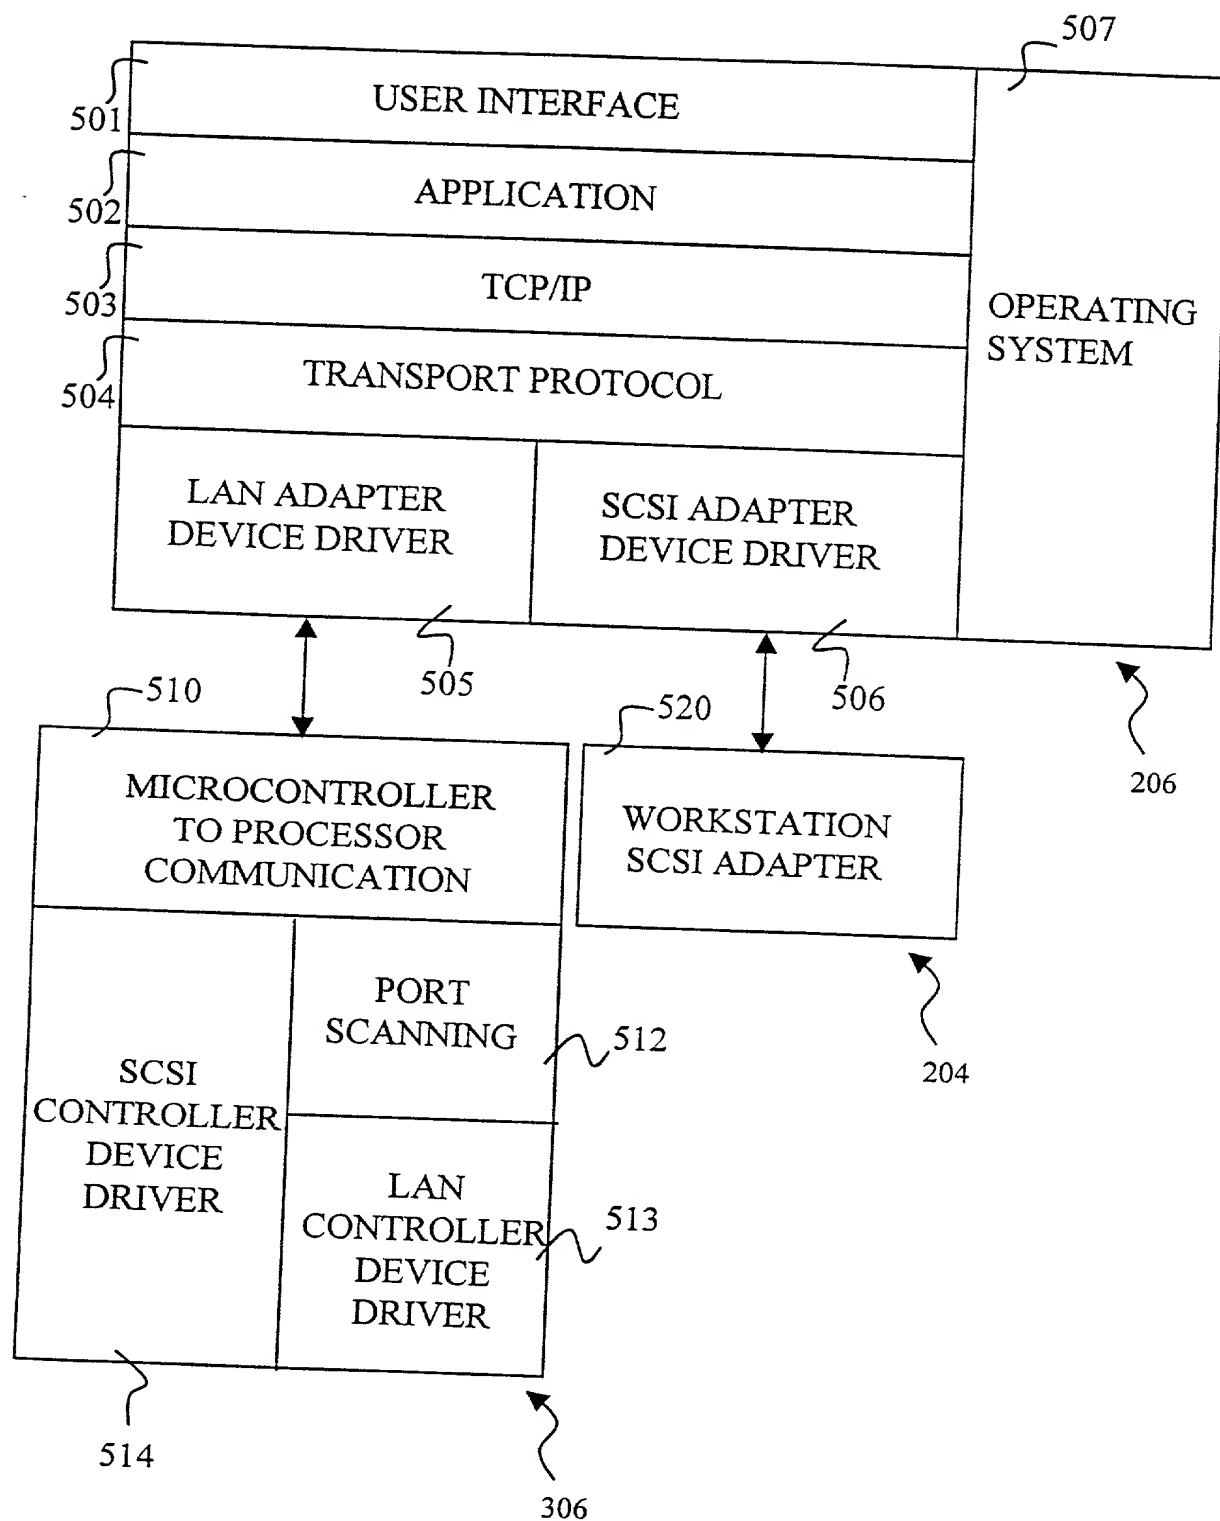 507
USER INTERFACE
501
APPLICATION
502
TCP/IP
503
OPERATING
SYSTEM
TRANSPORT PROTOCOL
504
LAN ADAPTER
DEVICE DRIVER
SCSI ADAPTER
DEVICE DRIVER
505
506
510
520
206
MICROCONTROLLER
TO PROCESSOR
COMMUNICATION
WORKSTATION
SCSI ADAPTER
204
PORT
SCANNING
512
SCSI
CONTROLLER
DEVICE
DRIVER
LAN
CONTROLLER
DEVICE
DRIVER
513
514
306